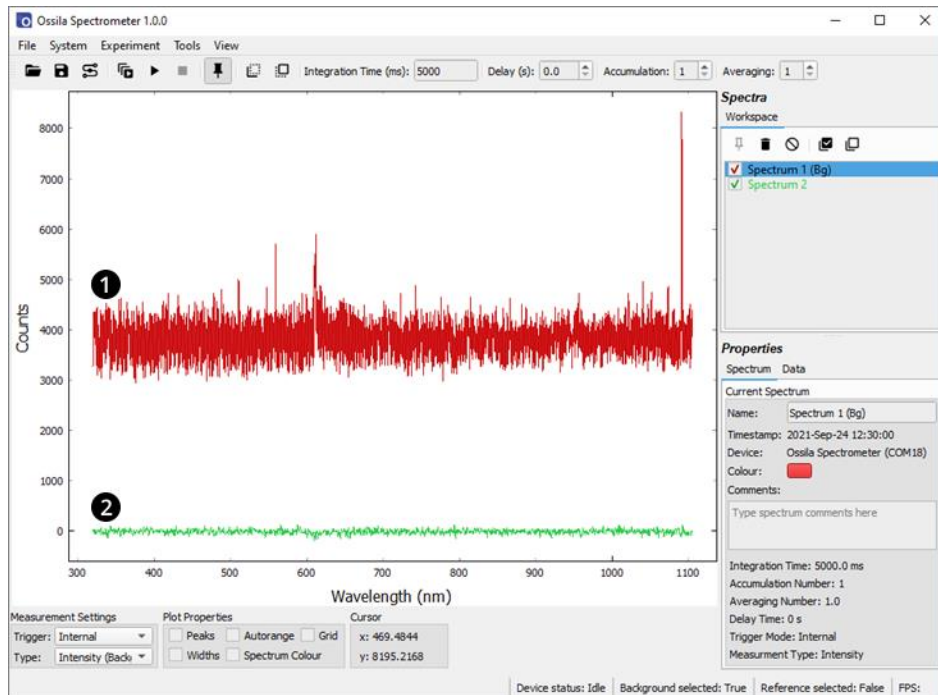 Ossila Spectrometer 1.0.0
File System Experiment Tools View
Integration Time (ms): 5000 Delay (s): 0.0 Accumulation: 1 Averaging: 1
8000
7000
6000
5000
4000
3000
2000
1000
0
Counts
1
2
300 400 500 600 700 800 900 1000 1100
Wavelength (nm)
Spectra
Workspace
Spectrum 1 (Bg)
Spectrum 2
Properties
Spectrum Data
Current Spectrum
Name: Spectrum 1 (Bg)
Timestamp: 2021-Sep-24 12:30:00
Device: Ossila Spectrometer (COM18)
Colour:
Comments:
Type spectrum comments here
Integration Time: 5000.0 ms
Accumulation Number: 1
Averaging Number: 1.0
Delay Time: 0 s
Trigger Mode: Internal
Measurment Type: Intensity
Measurement Settings
Trigger: Internal
Type: Intensity (Back
Plot Properties
Peaks Autorange Grid
Widths Spectrum Colour
Cursor
x: 469.4844
y: 8195.2168
Device status: Idle Background selected: True Reference selected: False FPS: